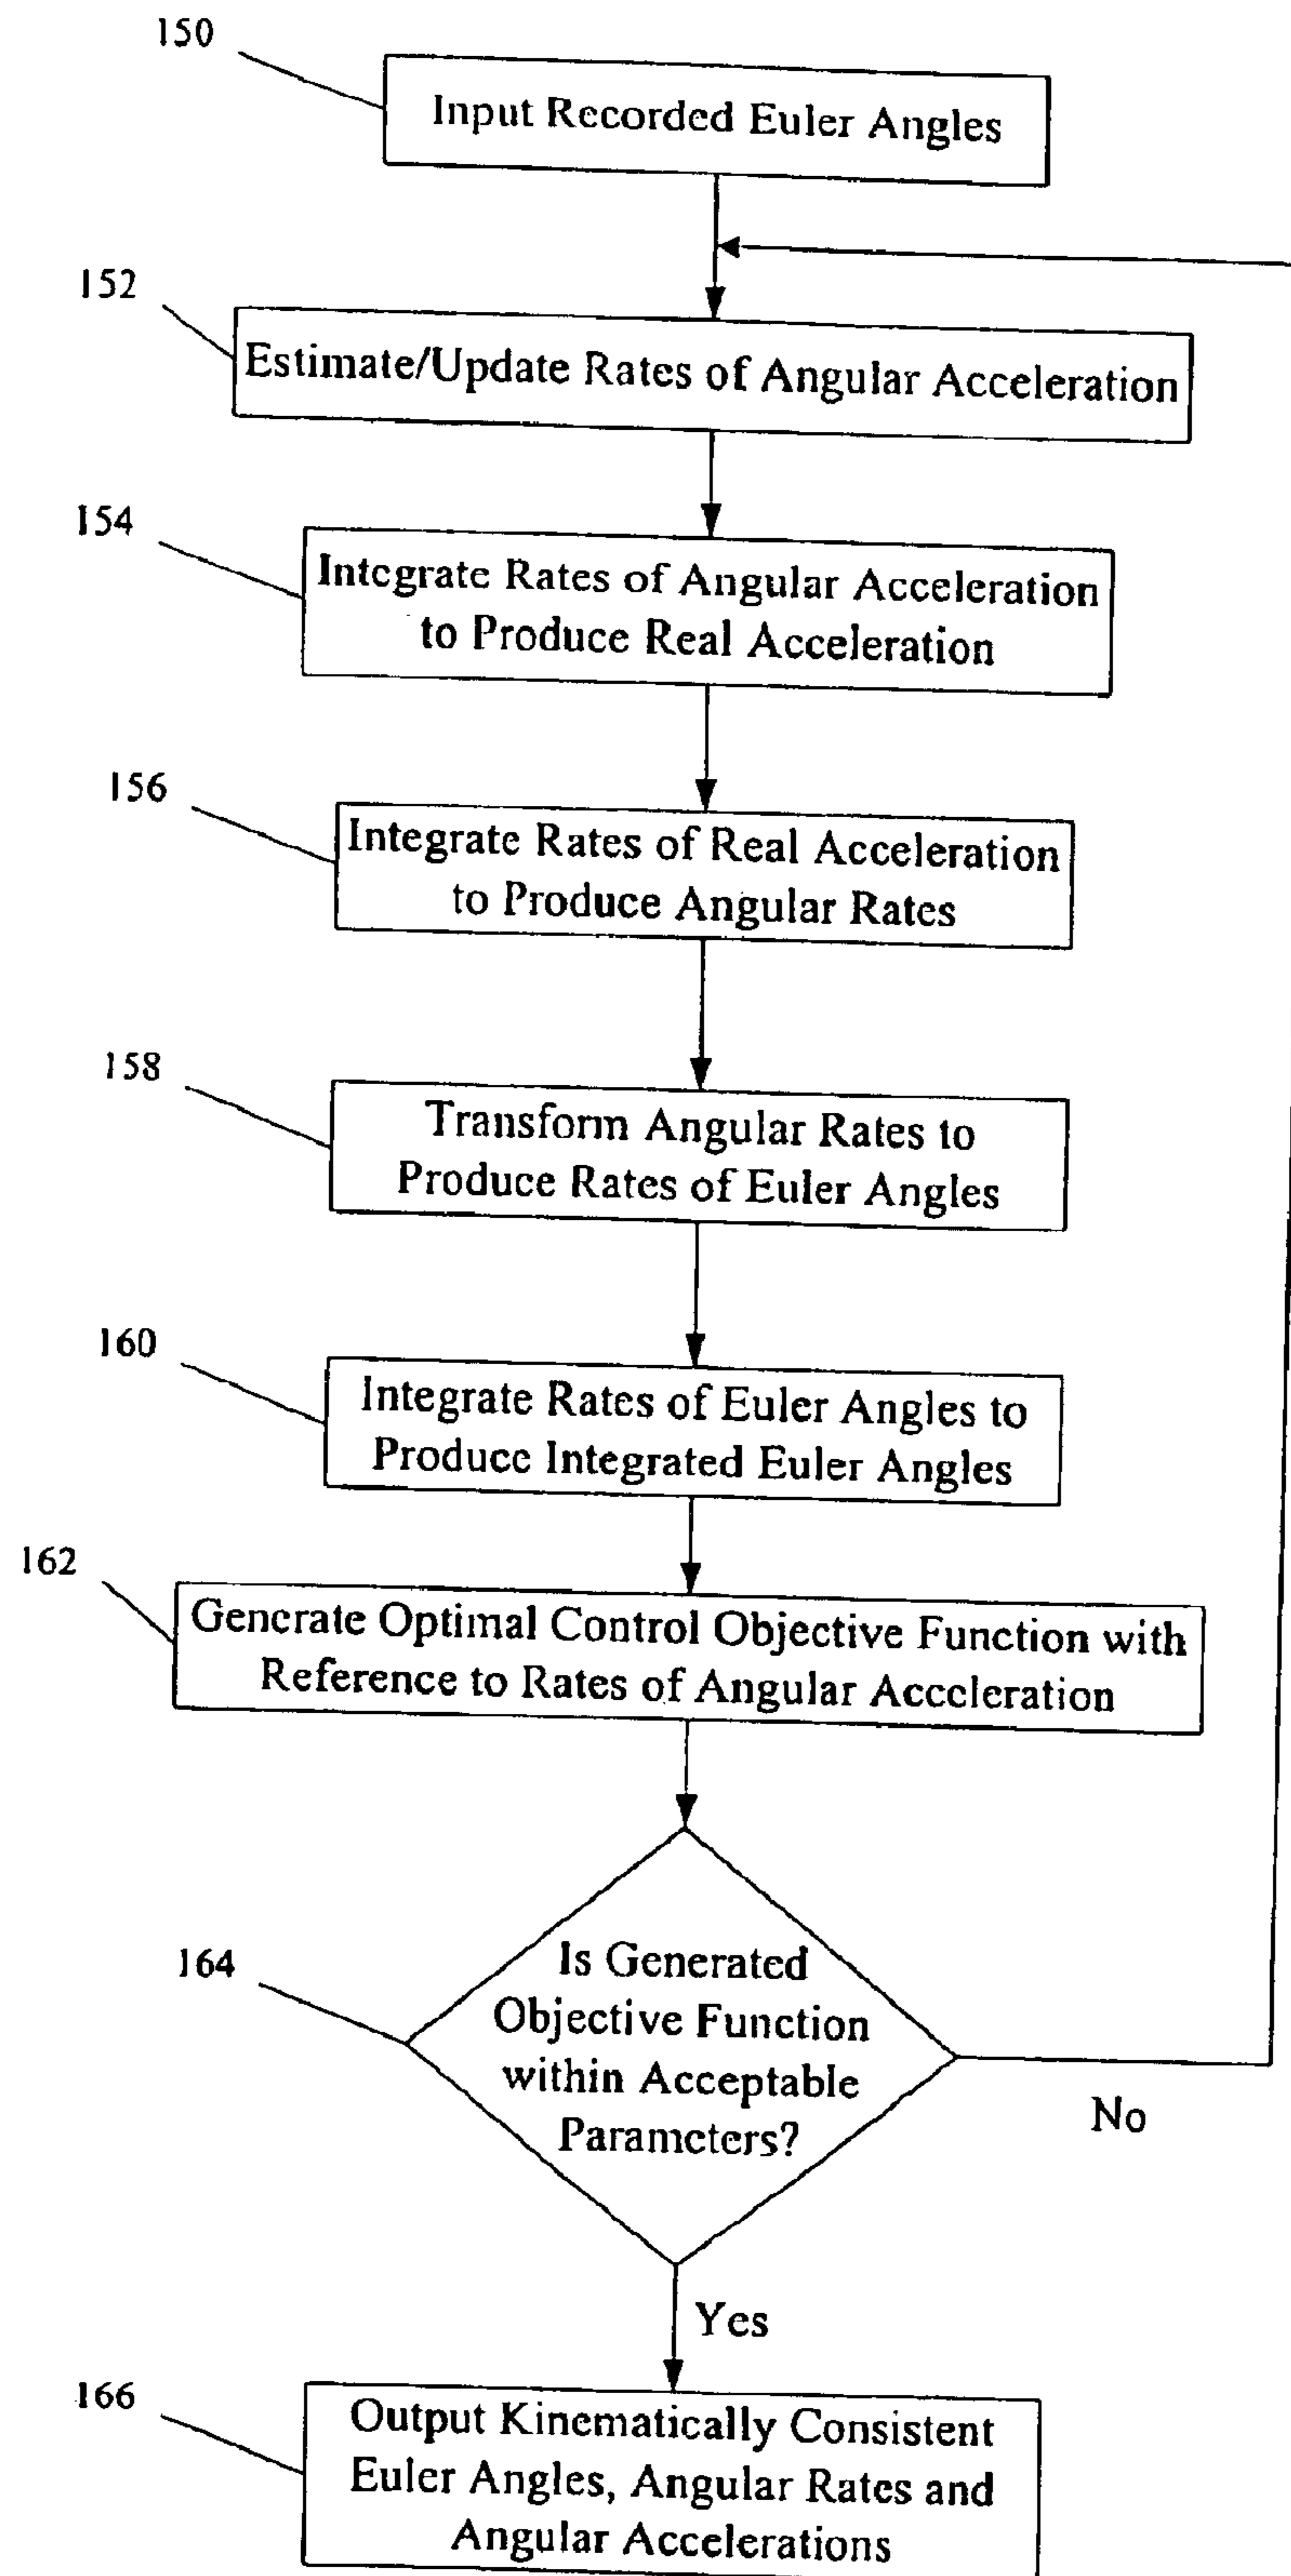 150
Input Recorded Euler Angles
152
Estimate/Update Rates of Angular Acceleration
154
Integrate Rates of Angular Acceleration
to Produce Real Acceleration
156
Integrate Rates of Real Acceleration
to Produce Angular Rates
158
Transform Angular Rates to
Produce Rates of Euler Angles
160
Integrate Rates of Euler Angles to
Produce Integrated Euler Angles
162
Generate Optimal Control Objective Function with
Reference to Rates of Angular Acceleration
164
Is Generated
Objective Function
within Acceptable
Parameters?
No
Yes
166
Output Kinematically Consistent
Euler Angles, Angular Rates and
Angular Accelerations